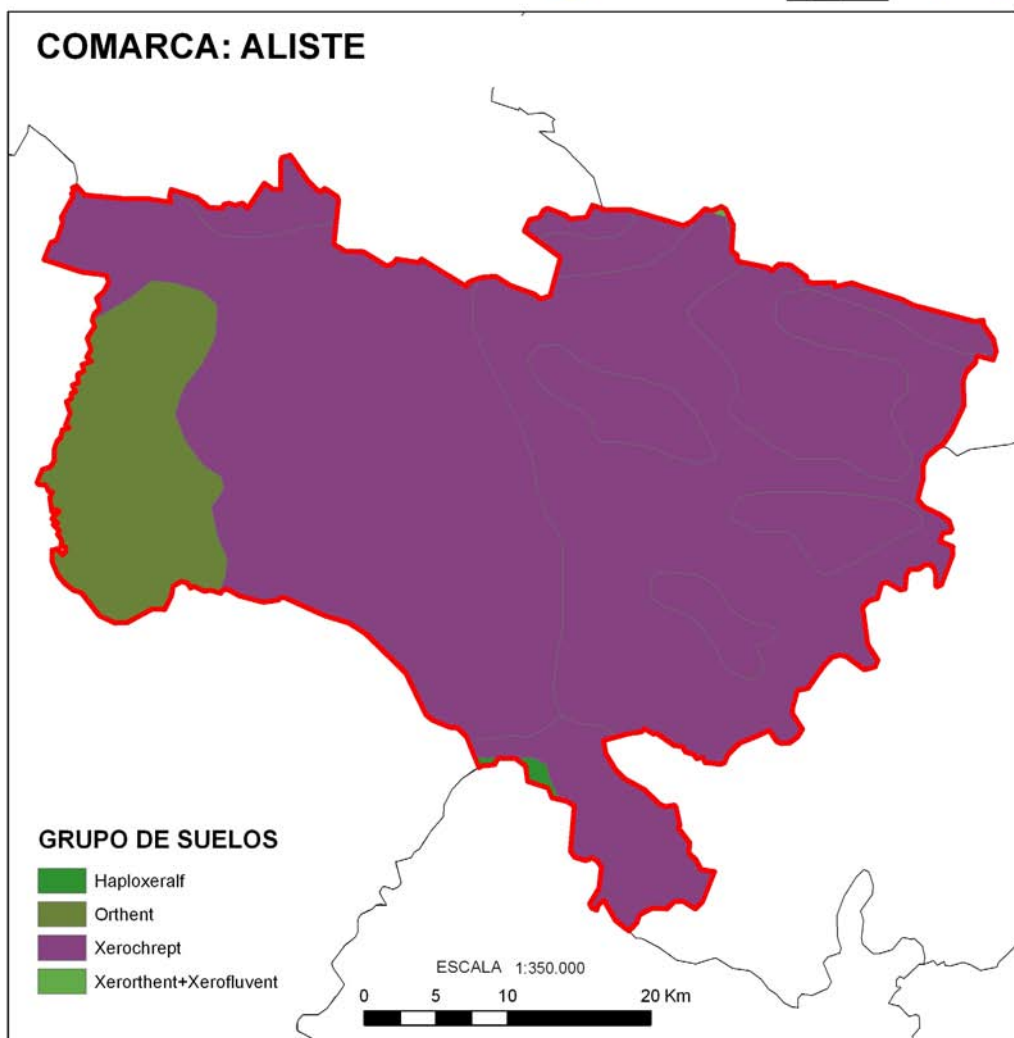 COMARCA: ALISTE
GRUPO DE SUELOS
Haploxeralf
Orthent
Xerochrept
Xerorthent+Xerofluvent
ESCALA 1:350.000
0 5 10 20 Km